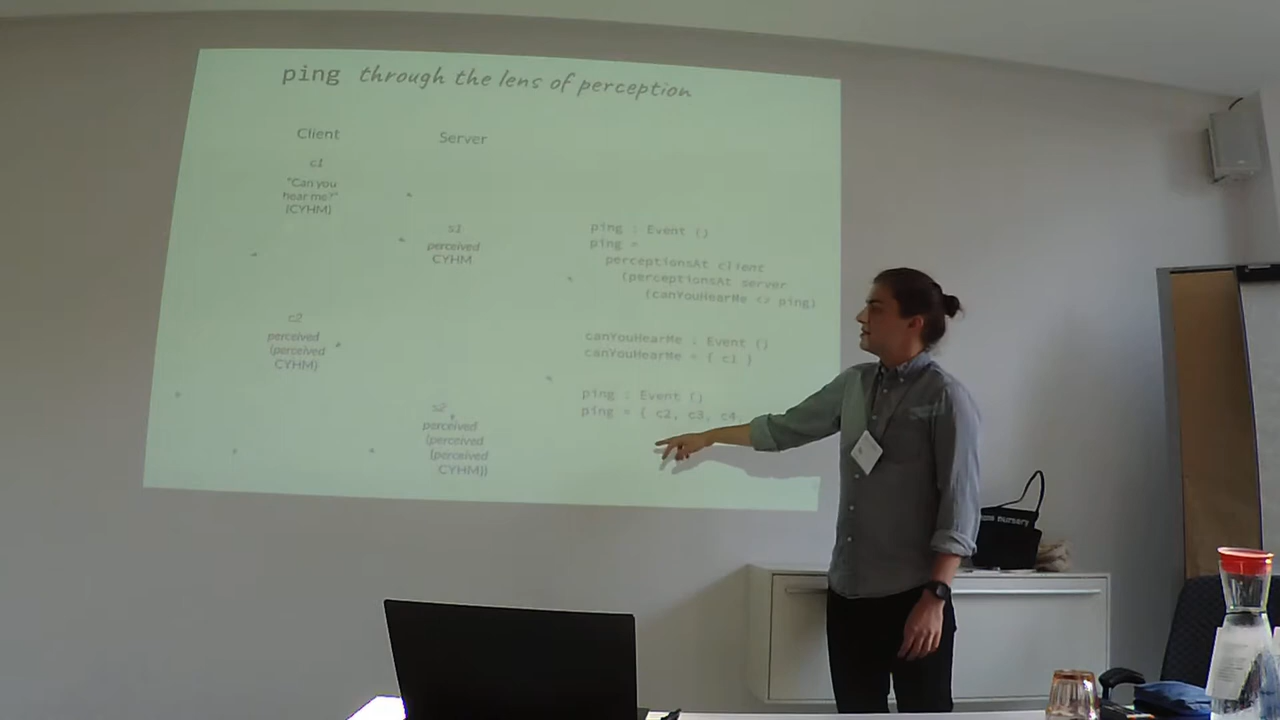 ping through the lens of perception
Client
Server
c1
"Can you
hear me?"
(CYHM)
s1
perceived
CYHM
c2
perceived
(perceived
CYHM)
s2
perceived
(perceived
(perceived
CYHM))
ping : Event ()
ping =
perceptionsAt client
(perceptionsAt server
(canYouHearMe <> ping)
canYouHearMe : Event ()
canYouHearMe = { c1 }
ping : Event ()
ping = { c2, c3, c4,
nursery